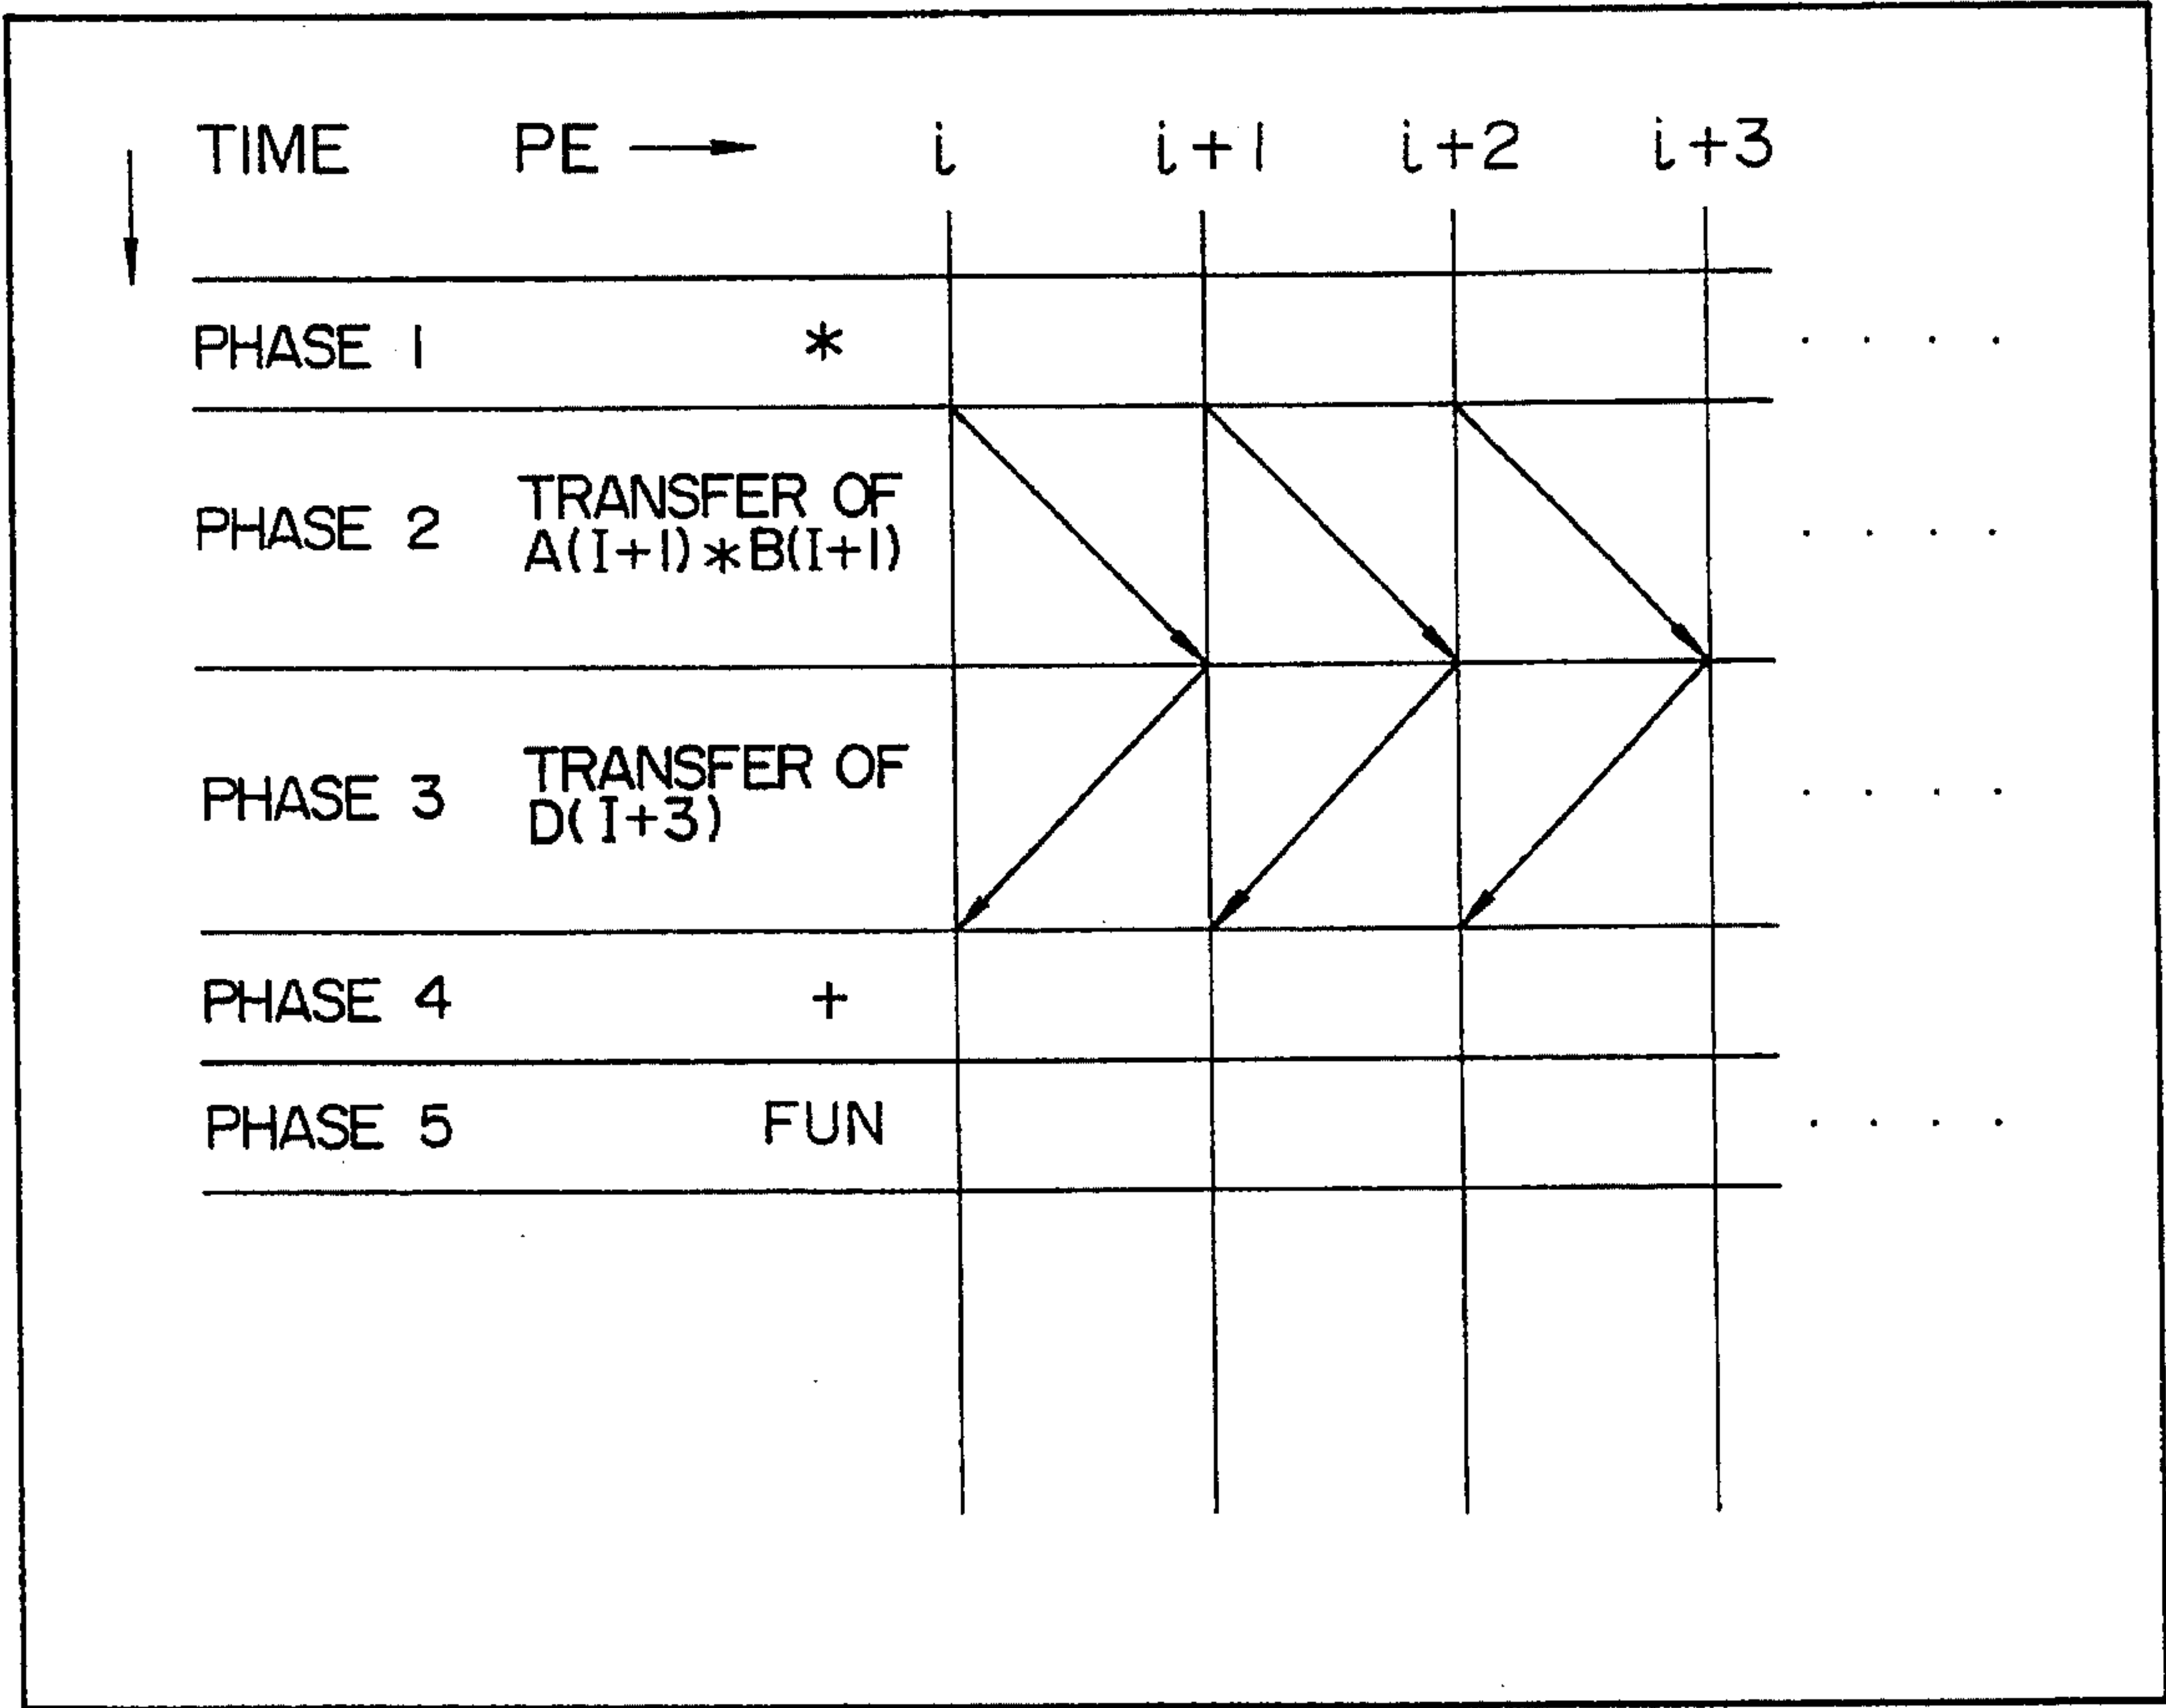 TIME PE → i i+1 i+2 i+3
PHASE 1 * . . . .
PHASE 2 TRANSFER OF . . . .
A(I+1)*B(I+1)
PHASE 3 TRANSFER OF . . . .
D(I+3)
PHASE 4 +
PHASE 5 FUN . . . .